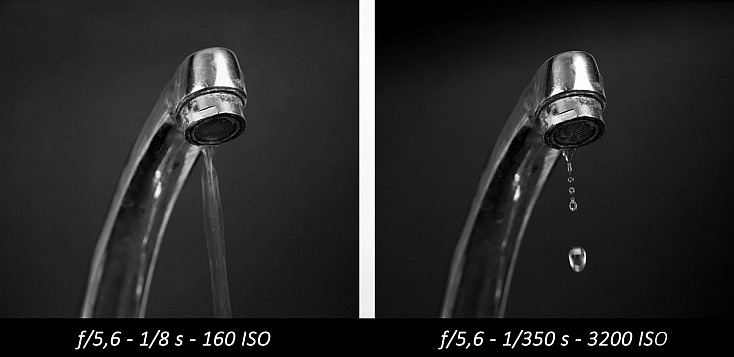 f/5,6 - 1/8 s - 160 ISO
f/5,6 - 1/350 s - 3200 ISO